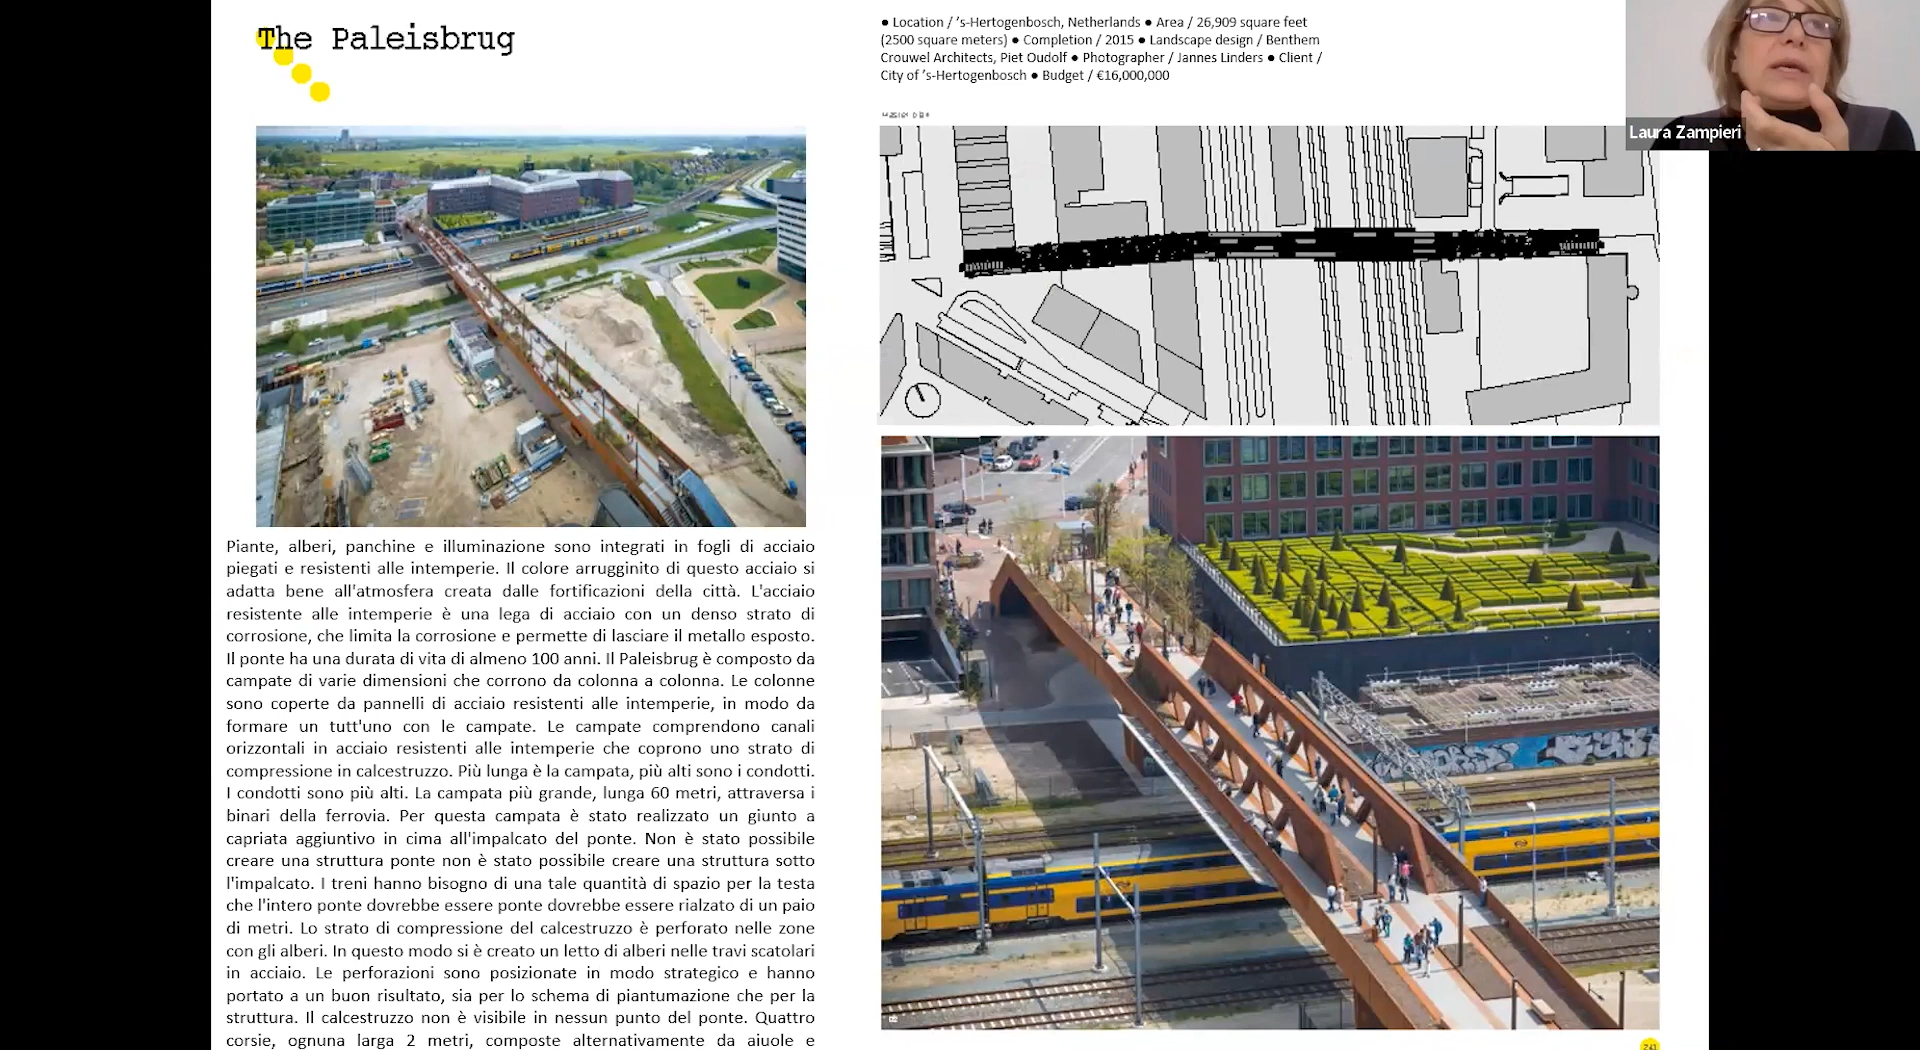 The Paleisbrug
● Location / ’s-Hertogenbosch, Netherlands ● Area / 26,909 square feet
(2500 square meters) ● Completion / 2015 ● Landscape design / Benthem
Crouwel Architects, Piet Oudolf ● Photographer / Jannes Linders ● Client /
City of ’s-Hertogenbosch ● Budget / €16,000,000
Laura Zampieri
Piante, alberi, panchine e illuminazione sono integrati in fogli di acciaio
piegati e resistenti alle intemperie. Il colore arrugginito di questo acciaio si
adatta bene all'atmosfera creata dalle fortificazioni della città. L'acciaio
resistente alle intemperie è una lega di acciaio con un denso strato di
corrosione, che limita la corrosione e permette di lasciare il metallo esposto.
Il ponte ha una durata di vita di almeno 100 anni. Il Paleisbrug è composto da
campate di varie dimensioni che corrono da colonna a colonna. Le colonne
sono coperte da pannelli di acciaio resistenti alle intemperie, in modo da
formare un tutt'uno con le campate. Le campate comprendono canali
orizzontali in acciaio resistenti alle intemperie che coprono uno strato di
compressione in calcestruzzo. Più lunga è la campata, più alti sono i condotti.
I condotti sono più alti. La campata più grande, lunga 60 metri, attraversa i
binari della ferrovia. Per questa campata è stato realizzato un giunto a
capriata aggiuntivo in cima all'impalcato del ponte. Non è stato possibile
creare una struttura ponte non è stato possibile creare una struttura sotto
l'impalcato. I treni hanno bisogno di una tale quantità di spazio per la testa
che l'intero ponte dovrebbe essere ponte dovrebbe essere rialzato di un paio
di metri. Lo strato di compressione del calcestruzzo è perforato nelle zone
con gli alberi. In questo modo si è creato un letto di alberi nelle travi scatolari
in acciaio. Le perforazioni sono posizionate in modo strategico e hanno
portato a un buon risultato, sia per lo schema di piantumazione che per la
struttura. Il calcestruzzo non è visibile in nessun punto del ponte. Quattro
corsie, ognuna larga 2 metri, composte alternativamente da aiuole e